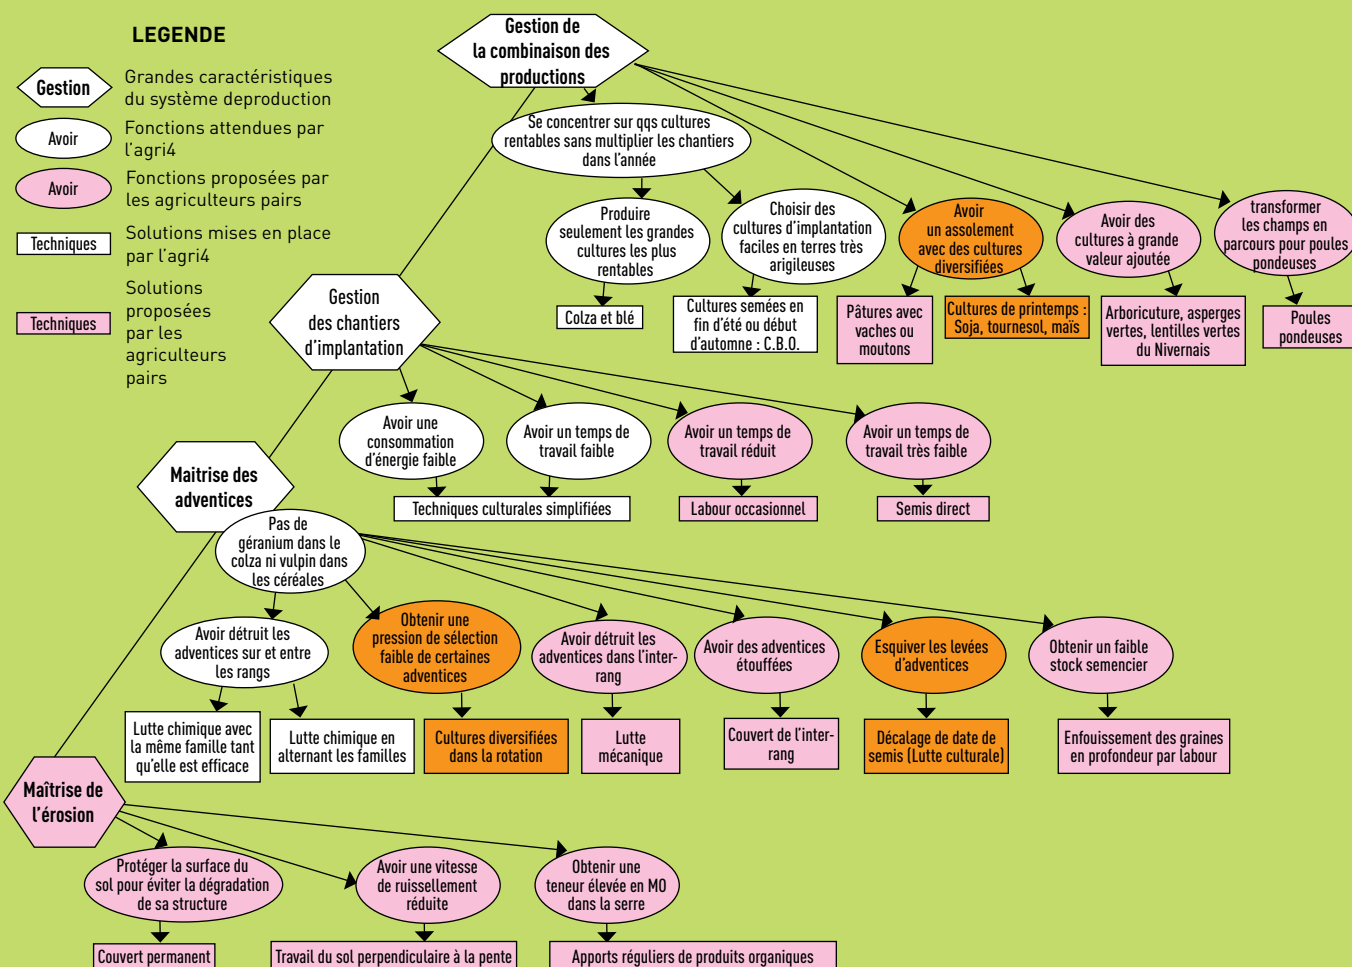 LEGENDE
Gestion
Grandes caractéristiques
du système deproduction
Avoir
Fonctions attendues par
l'agri4
Avoir
Fonctions proposées par
les agriculteurs pairs
Techniques
Solutions mises en place
par l'agri4
Techniques
Solutions
proposées
par les
agriculteurs
pairs
Gestion de
la combinaison des
productions
Se concentrer sur qqs cultures
rentables sans multiplier les chantiers
dans l'année
Produire
seulement les grandes
cultures les plus
rentables
Choisir des
cultures d'implantation
faciles en terres très
arigileuses
Avoir
un assolement
avec des cultures
diversifiées
Avoir des
cultures à grande
valeur ajoutée
transformer
les champs en
parcours pour poules
pondeuses
Colza et blé
Cultures semées en
fin d'été ou début
d'automne : C.B.O.
Pâtures avec
vaches ou
moutons
Cultures de printemps :
Soja, tournesol, maïs
Arboricuture, asperges
vertes, lentilles vertes
du Nivernais
Poules
pondeuses
Gestion
des chantiers
d'implantation
Avoir une
consommation
d'énergie faible
Avoir un temps de
travail faible
Avoir un temps de
travail réduit
Avoir un temps de
travail très faible
Techniques culturales simplifiées
Labour occasionnel
Semis direct
Maitrise des
adventices
Pas de
géranium dans le
colza ni vulpin dans
les céréales
Avoir détruit les
adventices sur et entre
les rangs
Obtenir une
pression de sélection
faible de certaines
adventices
Avoir détruit les
adventices dans l'inter-
rang
Avoir des adventices
étouffées
Esquiver les levées
d'adventices
Obtenir un faible
stock semencier
Lutte chimique avec
la même famille tant
qu'elle est efficace
Lutte chimique en
alternant les familles
Cultures diversifiées
dans la rotation
Lutte
mécanique
Couvert de l'inter-
rang
Décalage de date de
semis (Lutte culturale)
Enfouissement des graines
en profondeur par labour
Maîtrise de
l'érosion
Protéger la surface du
sol pour éviter la dégradation
de sa structure
Avoir une vitesse
de ruissellement
réduite
Obtenir une
teneur élevée en MO
dans la serre
Couvert permanent
Travail du sol perpendiculaire à la pente
Apports réguliers de produits organiques